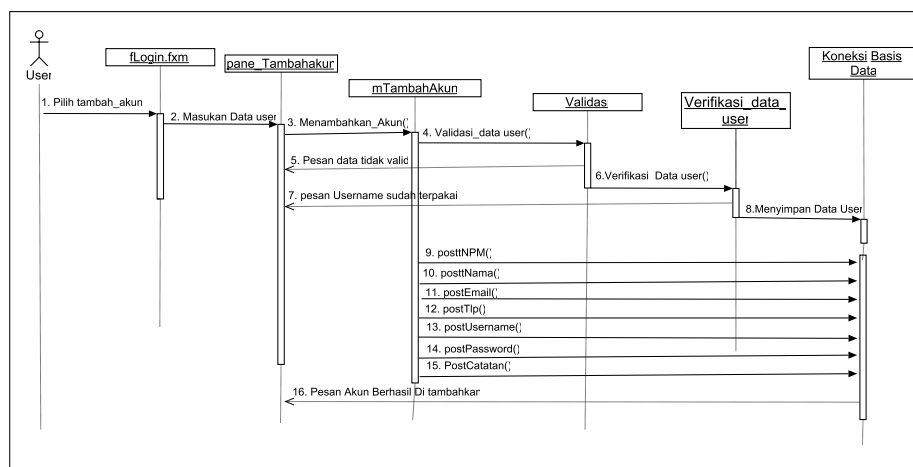 User
fLogin.fxm
pane_Tambahakun
mTambahAkun
Validasi
Verifikasi_data_
user
Koneksi Basis
Data
1. Pilih tambah_akun
2. Masukan Data user
3. Menambahkan_Akun()
4. Validasi_data user()
5. Pesan data tidak valid
6.Verifikasi Data user()
7. pesan Username sudah terpakai
8.Menyimpan Data User
9. posttNPM()
10. posttNama()
11. postEmail()
12. postTlp()
13. postUsername()
14. postPassword()
15. PostCatatan()
16. Pesan Akun Berhasil Di tambahkan